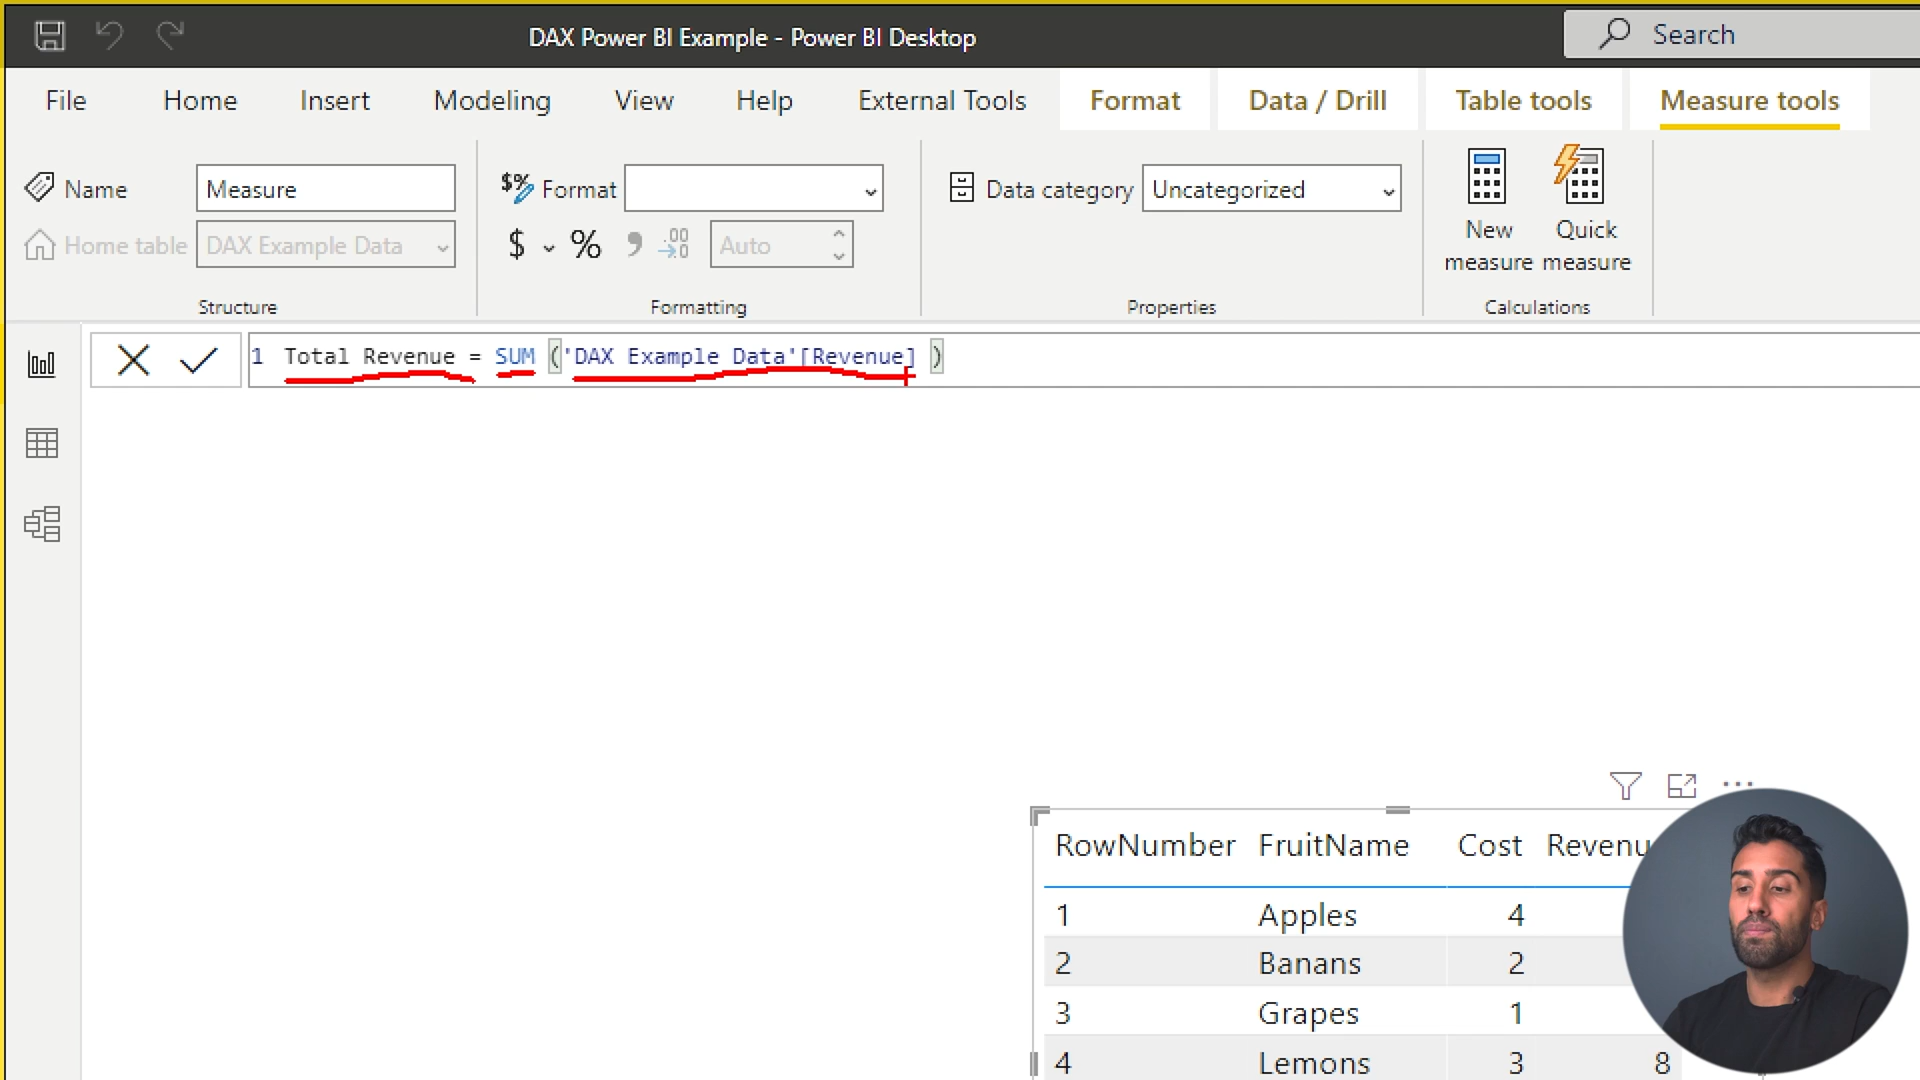 DAX Power BI Example - Power BI Desktop
Search
File Home Insert Modeling View Help External Tools Format Data / Drill Table tools Measure tools
Name Measure
Home table DAX Example Data
Structure
$% Format
$ % , .00 →.0 Auto
Formatting
Data category Uncategorized
Properties
New measure
Quick measure
Calculations
1 Total Revenue = SUM ('DAX Example Data'[Revenue] )
RowNumber FruitName Cost Revenu
1 Apples 4
2 Banans 2
3 Grapes 1
4 Lemons 3 8